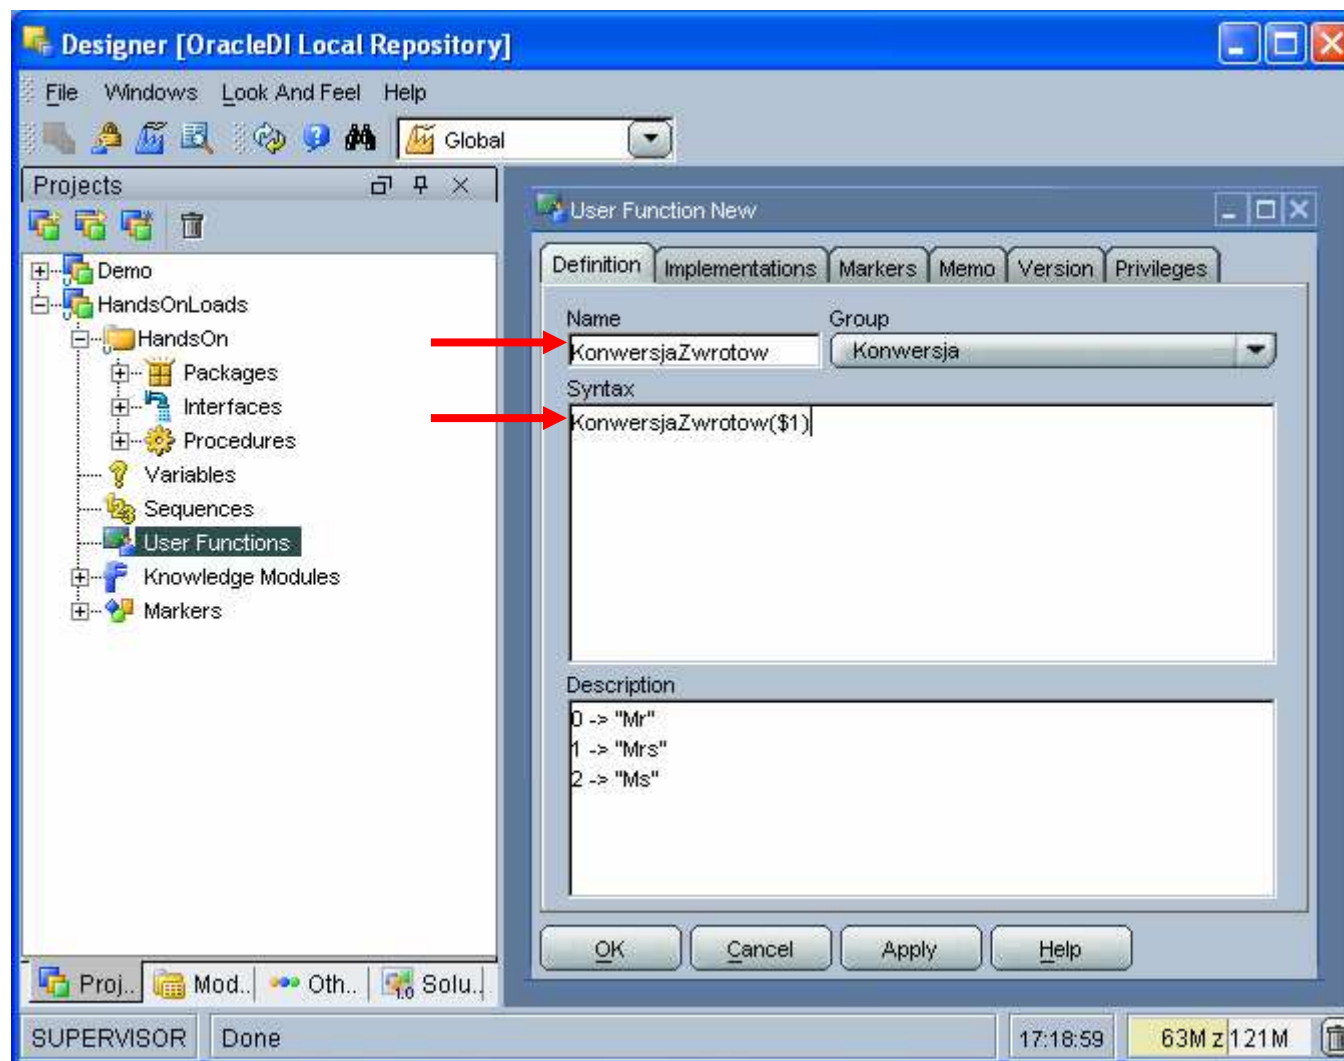 Designer [OracleDI Local Repository]
File Windows Look And Feel Help
Global
Projects
Demo
HandsOnLoads
HandsOn
Packages
Interfaces
Procedures
Variables
Sequences
User Functions
Knowledge Modules
Markers
Proj.. Mod.. Oth.. 1.0 Solu..
User Function New
Definition Implementations Markers Memo Version Privileges
Name Group
KonwersjaZwrotow Konwersja
Syntax
KonwersjaZwrotow($1)
Description
0 -> "Mr"
1 -> "Mrs"
2 -> "Ms"
OK Cancel Apply Help
SUPERVISOR Done 17:18:59 63M z 121M